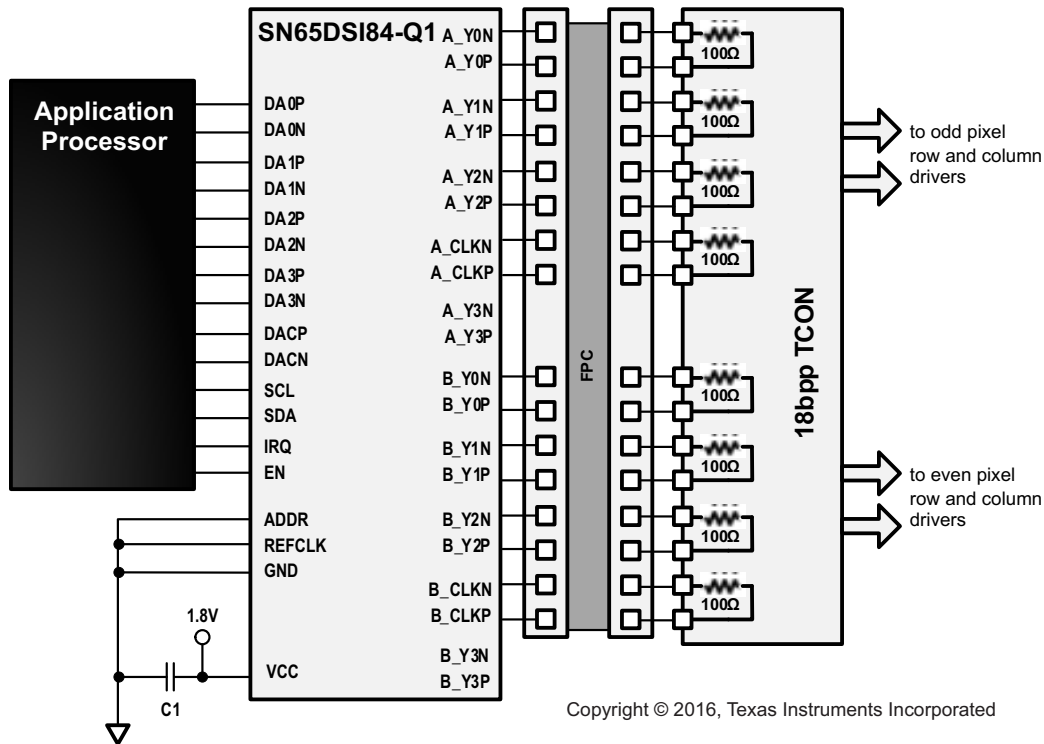 SN65DSI84-Q1
Application
Processor
DA0P
DA0N
DA1P
DA1N
DA2P
DA2N
DA3P
DA3N
DACP
DACN
SCL
SDA
IRQ
EN
ADDR
REFCLK
GND
VCC
1.8V
C1
A_Y0N
A_Y0P
A_Y1N
A_Y1P
A_Y2N
A_Y2P
A_CLKN
A_CLKP
A_Y3N
A_Y3P
B_Y0N
B_Y0P
B_Y1N
B_Y1P
B_Y2N
B_Y2P
B_CLKN
B_CLKP
B_Y3N
B_Y3P
FPC
100Ω
100Ω
100Ω
100Ω
100Ω
100Ω
100Ω
100Ω
18bpp TCON
to odd pixel
row and column
drivers
to even pixel
row and column
drivers
Copyright © 2016, Texas Instruments Incorporated